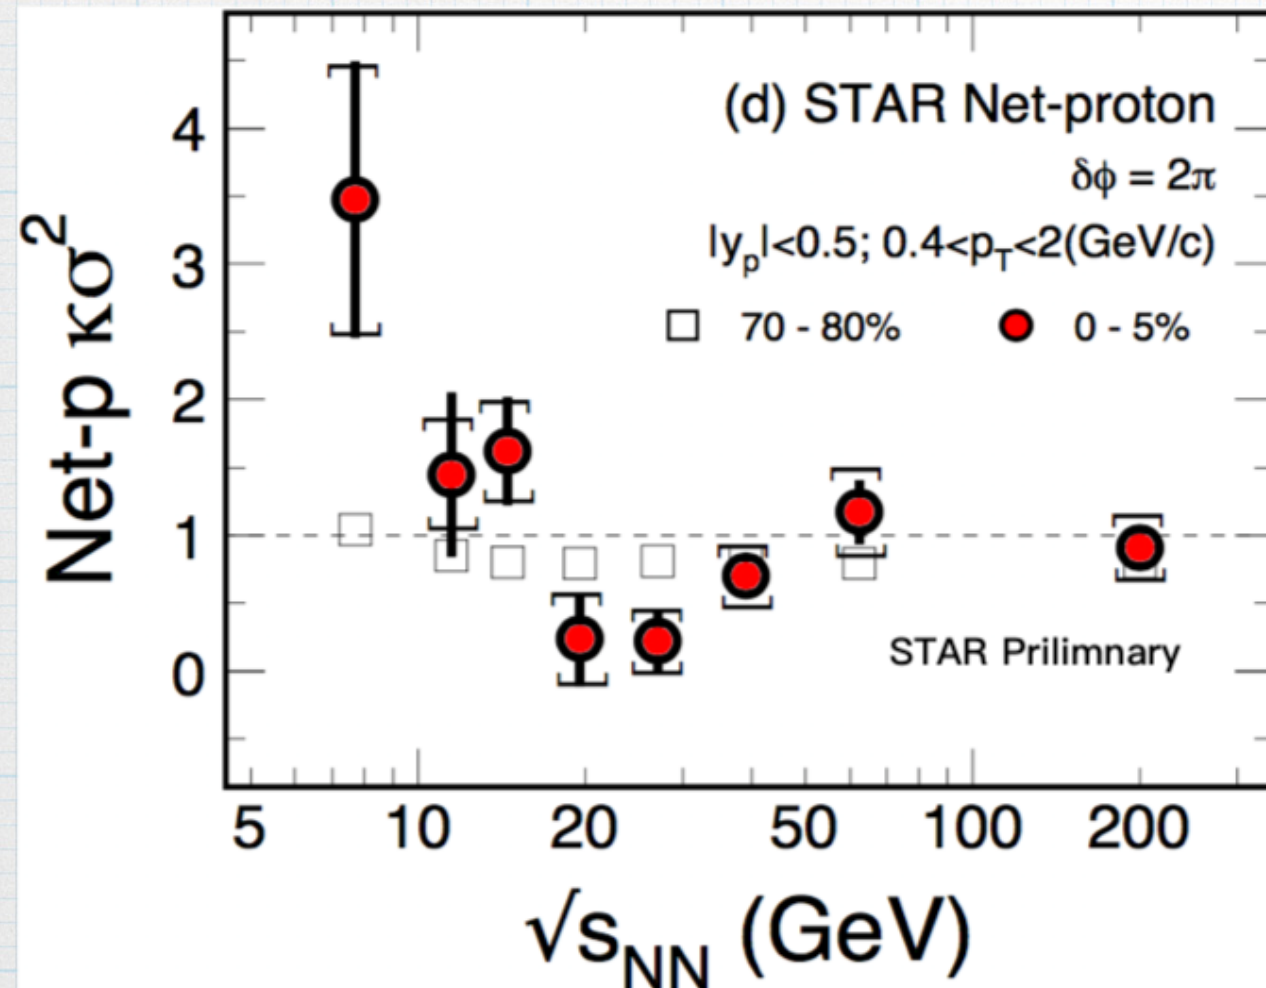 (d) STAR Net-proton
δϕ = 2π
|y_p|<0.5; 0.4<p_T<2(GeV/c)
70 - 80% 0 - 5%
Net-p κσ²
4
3
2
1
0
STAR Prilimnary
5 10 20 50 100 200
√s_NN (GeV)